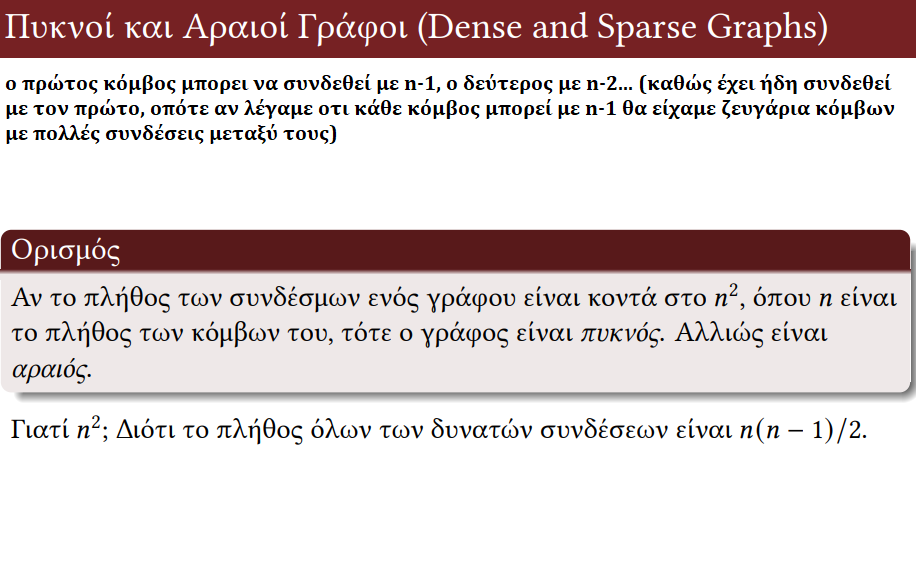 Πυκνοί και Αραιοί Γράφοι (Dense and Sparse Graphs)
ο πρώτος κόμβος μπορει να συνδεθεί με n-1, ο δεύτερος με n-2... (καθώς έχει ήδη συνδεθεί
με τον πρώτο, οπότε αν λέγαμε οτι κάθε κόμβος μπορεί με n-1 θα είχαμε ζευγάρια κόμβων
με πολλές συνδέσεις μεταξύ τους)
Ορισμός
Αν το πλήθος των συνδέσμων ενός γράφου είναι κοντά στο n², όπου n είναι
το πλήθος των κόμβων του, τότε ο γράφος είναι πυκνός. Αλλιώς είναι
αραιός.
Γιατί n²; Διότι το πλήθος όλων των δυνατών συνδέσεων είναι n(n − 1)/2.